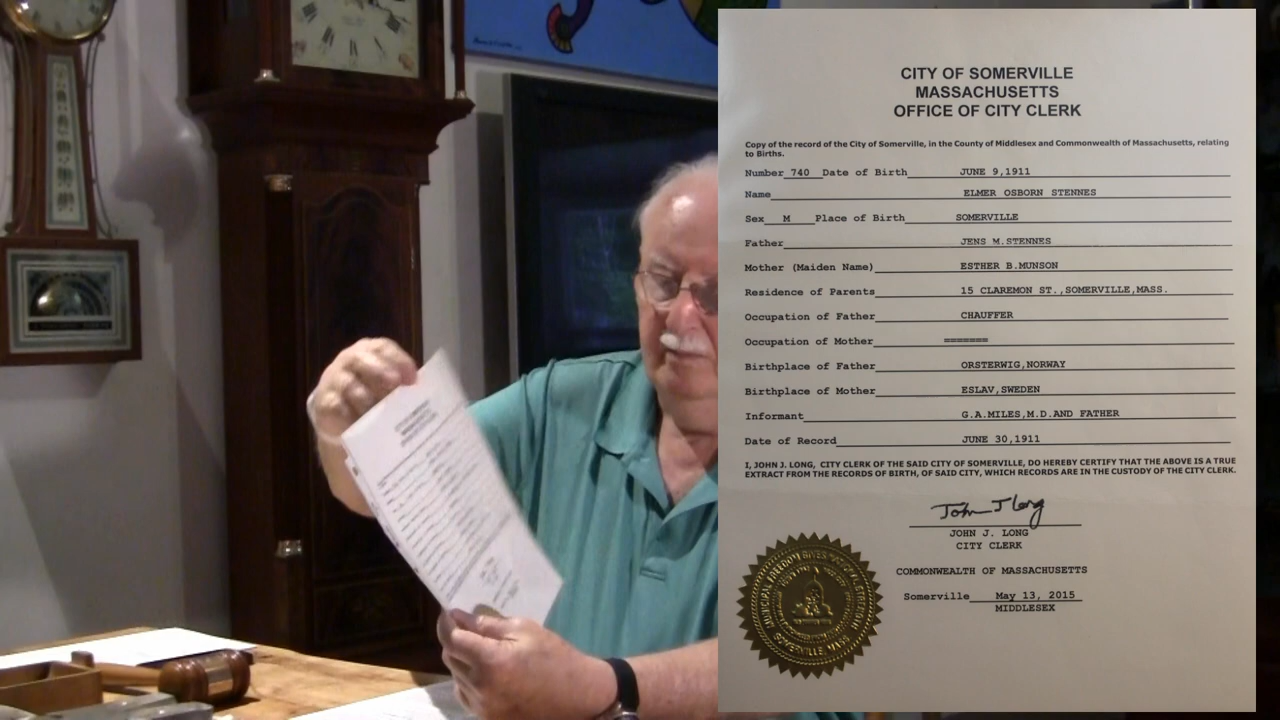 CITY OF SOMERVILLE
MASSACHUSETTS
OFFICE OF CITY CLERK
Copy of the record of the City of Somerville, in the County of Middlesex and Commonwealth of Massachusetts, relating
to Births.
Number 740 Date of Birth JUNE 9,1911
Name ELMER OSBORN STENNES
Sex M Place of Birth SOMERVILLE
Father JENS M.STENNES
Mother (Maiden Name) ESTHER B.MUNSON
Residence of Parents 15 CLAREMON ST.,SOMERVILLE,MASS.
Occupation of Father CHAUFFER
Occupation of Mother =======
Birthplace of Father ORSTERWIG,NORWAY
Birthplace of Mother ESLAV,SWEDEN
Informant G.A.MILES,M.D.AND FATHER
Date of Record JUNE 30,1911
I, JOHN J. LONG, CITY CLERK OF THE SAID CITY OF SOMERVILLE, DO HEREBY CERTIFY THAT THE ABOVE IS A TRUE
EXTRACT FROM THE RECORDS OF BIRTH, OF SAID CITY, WHICH RECORDS ARE IN THE CUSTODY OF THE CITY CLERK.
John J Long
JOHN J. LONG
CITY CLERK
COMMONWEALTH OF MASSACHUSETTS
Somerville May 13, 2015
MIDDLESEX
MUNICIPAL FREEDOM GIVES NATIONAL STRENGTH
SOMERVILLE, MASS